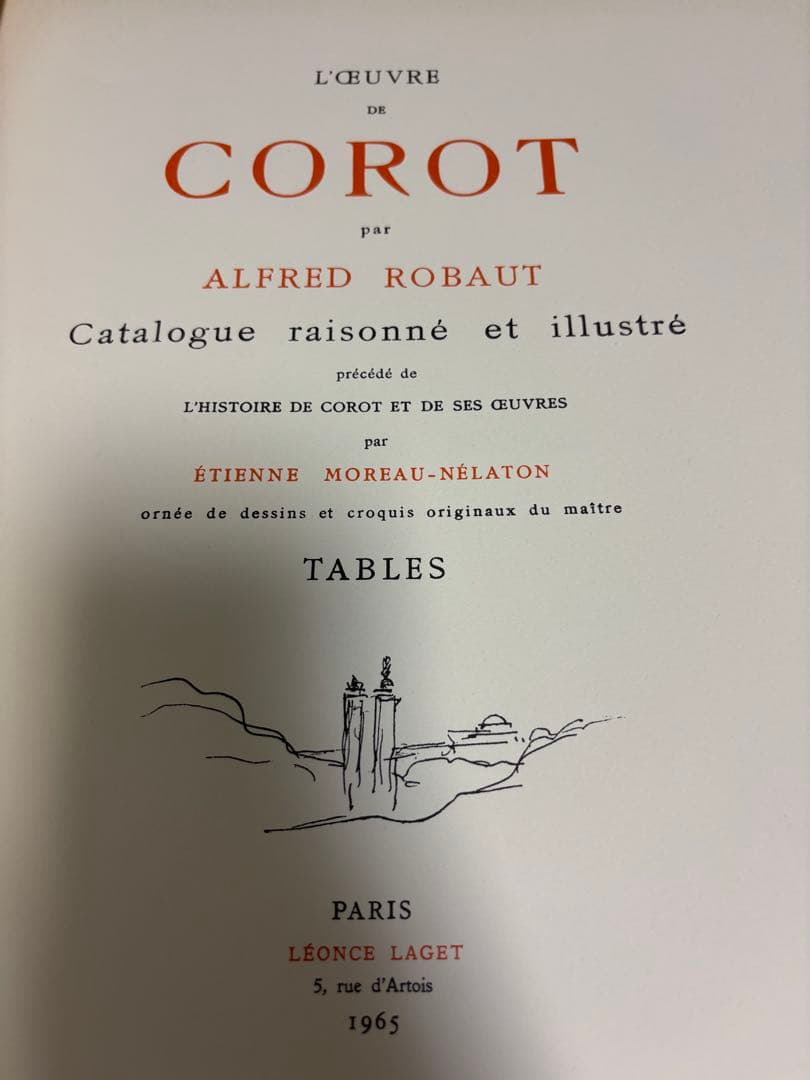 L'ŒUVRE
DE
COROT
par
ALFRED ROBAUT
Catalogue raisonné et illustré
précédé de
L'HISTOIRE DE COROT ET DE SES ŒUVRES
par
ÉTIENNE MOREAU-NÉLATON
ornée de dessins et croquis originaux du maître
TABLES
PARIS
LÉONCE LAGET
5, rue d'Artois
1965